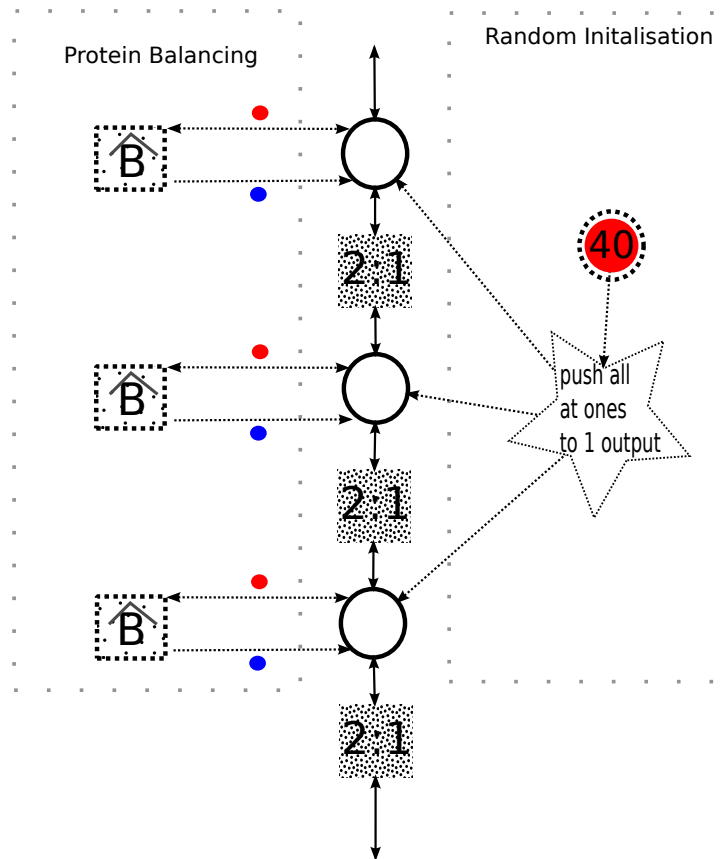 Protein Balancing
Random Initalisation
B
2:1
40
B
push all
at ones
to 1 output
2:1
B
2:1